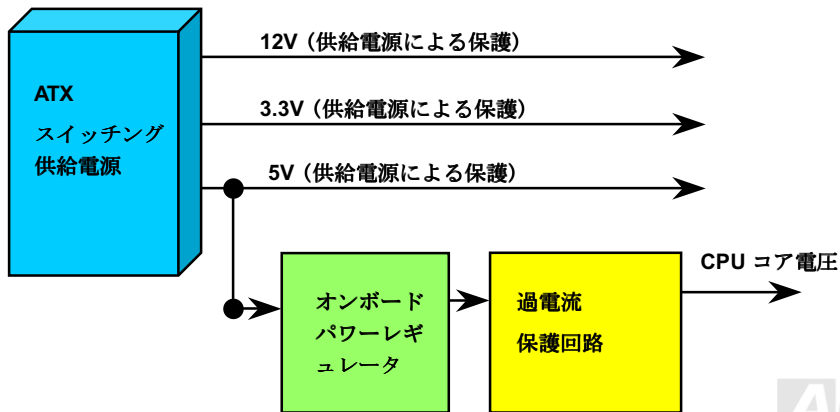 12V (供給電源による保護)
ATX
スイッチング
供給電源
3.3V (供給電源による保護)
5V (供給電源による保護)
CPU コア電圧
オンボード
パワーレギ
ュレータ
過電流
保護回路
A